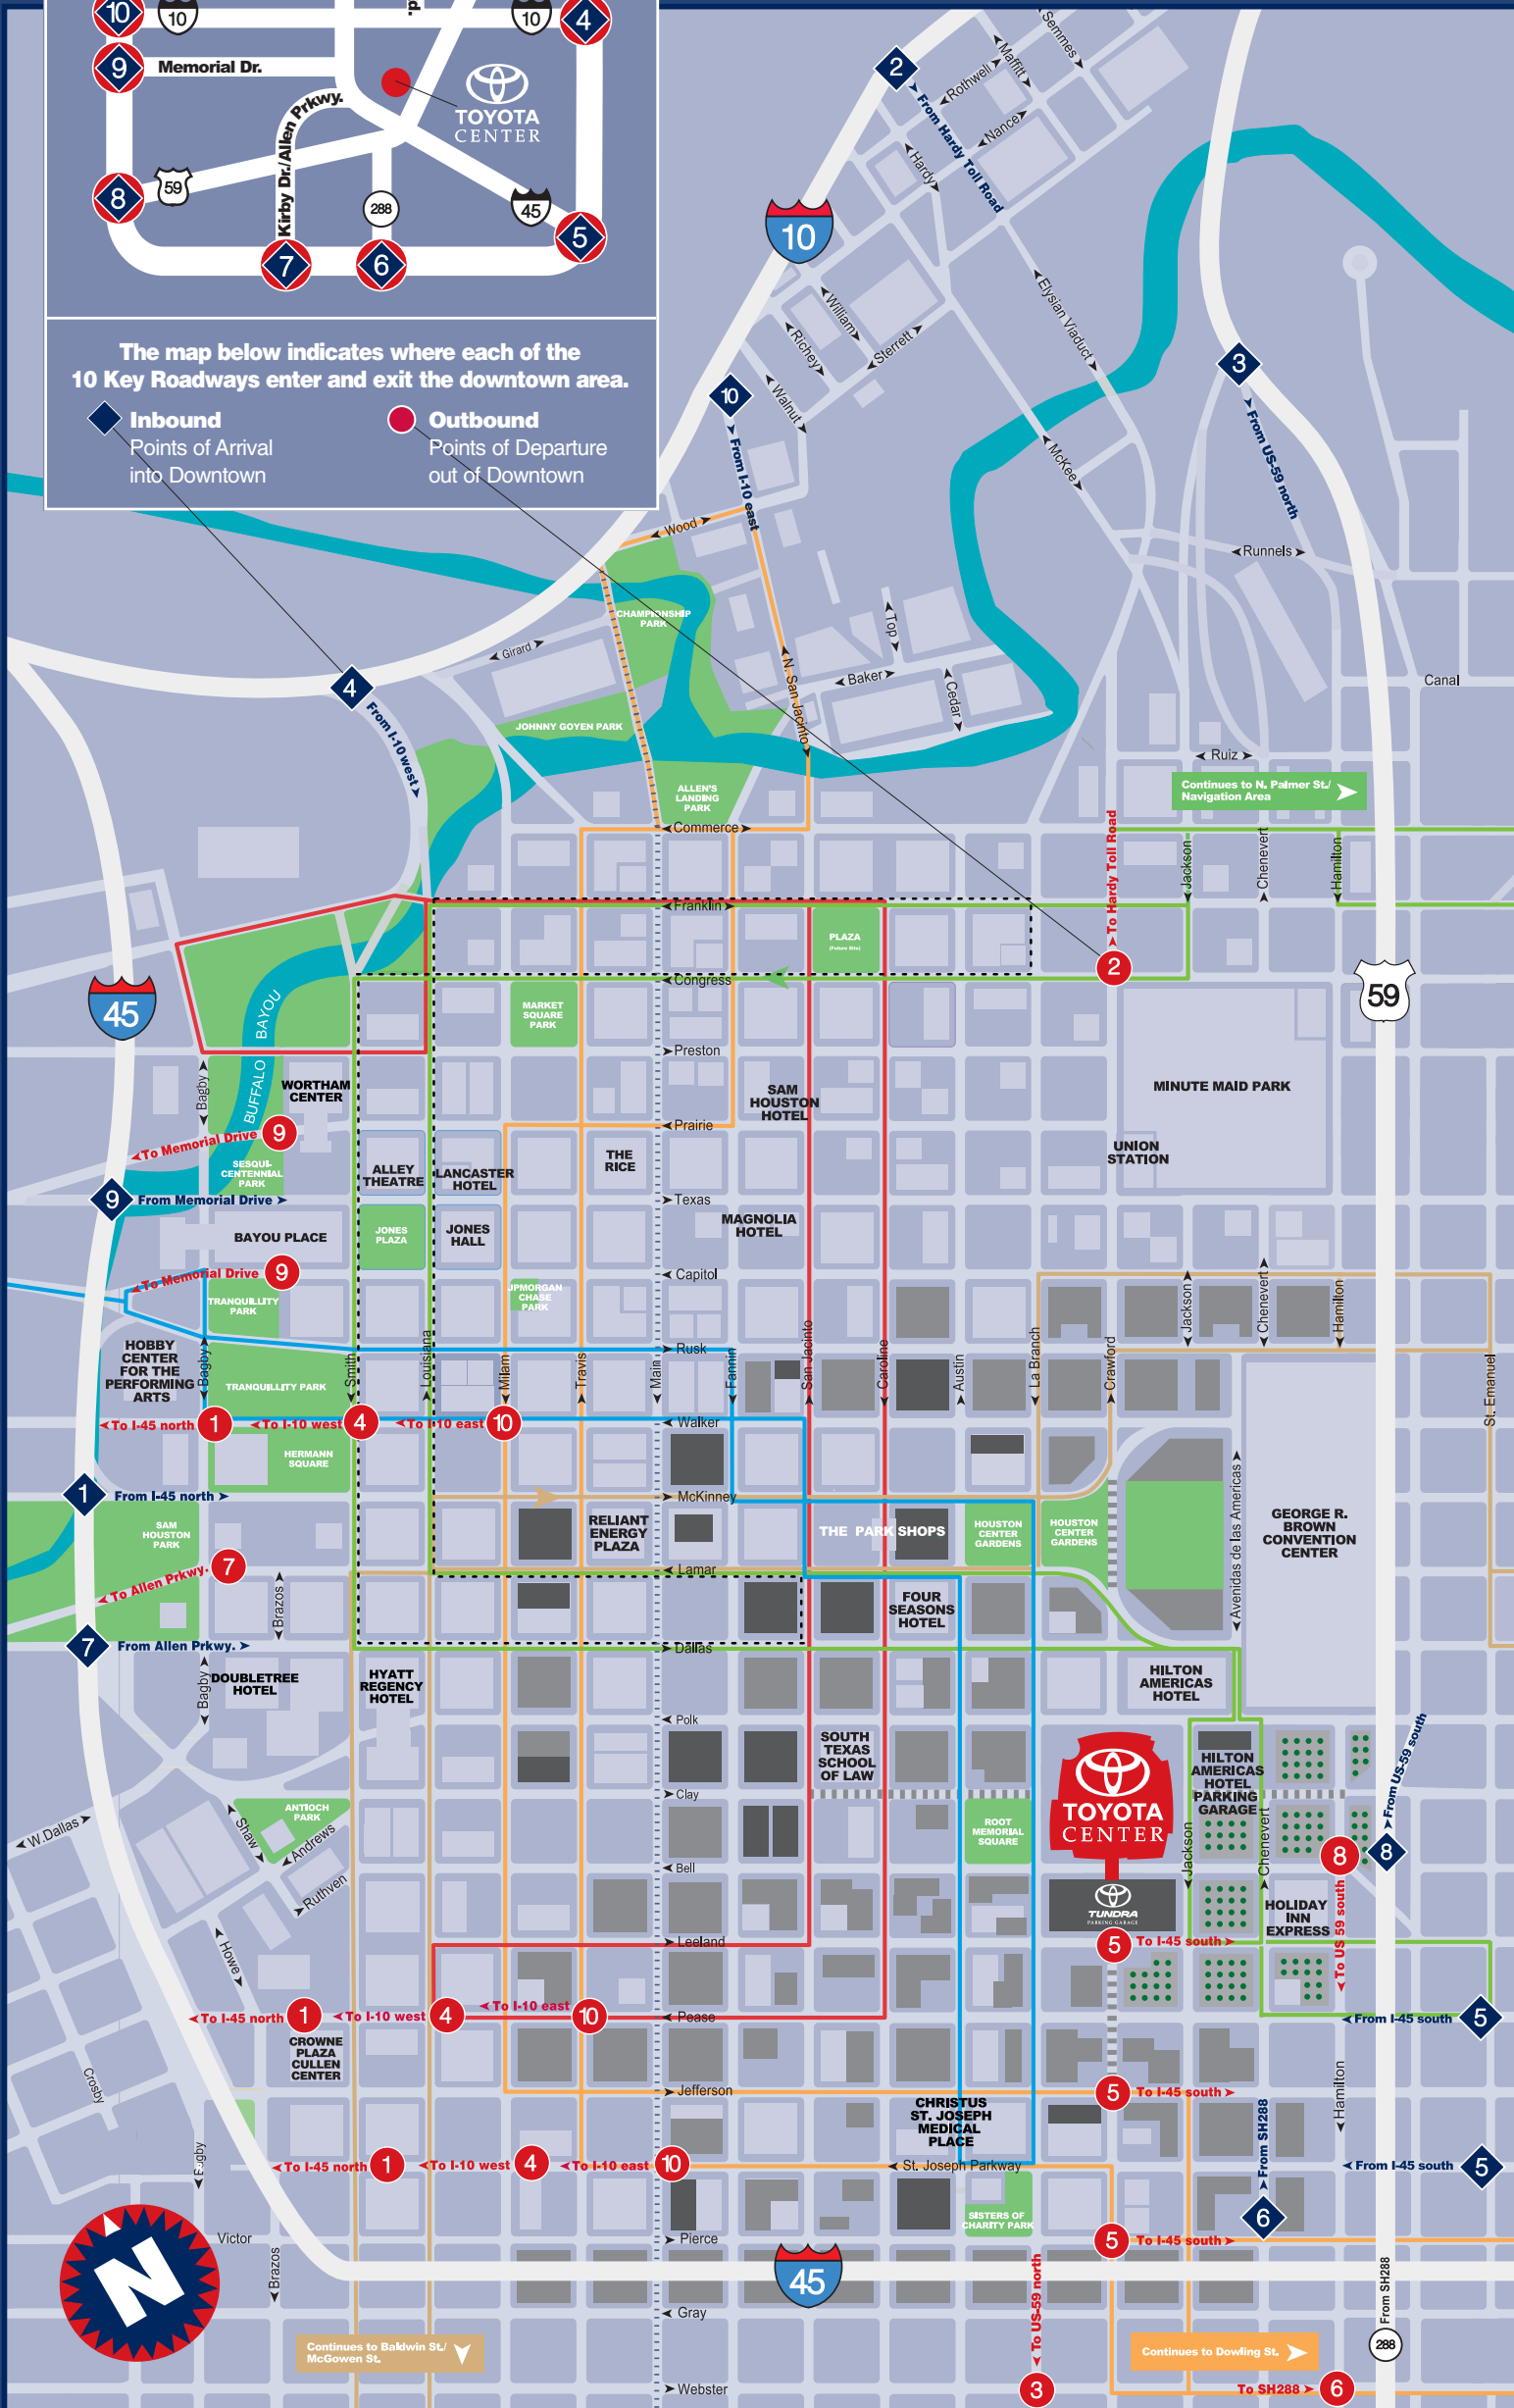 10
10
10
4
9
Memorial Dr.
TOYOTA
CENTER
Kirby Dr./Allen Prkwy.
8
59
288
45
5
7
6
The map below indicates where each of the
10 Key Roadways enter and exit the downtown area.
Inbound
Points of Arrival
into Downtown
Outbound
Points of Departure
out of Downtown
2
From Hardy Toll Road
Semmes
Maffitt
Rothwell
Nance
Hardy
10
William
Richey
Sterrett
Walnut
Elysian Viaduct
McKee
3
From US-59 north
10
From I-10 east
Wood
Runnels
CHAMPIONSHIP
PARK
Girard
Top
Baker
Cedar
N. San Jacinto
Canal
4
From I-10 west
JOHNNY GOYEN PARK
Ruiz
ALLEN'S
LANDING
PARK
Continues to N. Palmer St./
Navigation Area
Commerce
To Hardy Toll Road
Jackson
Chenevert
Hamilton
Franklin
PLAZA
(Future Site)
2
45
Congress
59
MARKET
SQUARE
PARK
BUFFALO BAYOU
Preston
Bagby
WORTHAM
CENTER
SAM
HOUSTON
HOTEL
MINUTE MAID PARK
Prairie
To Memorial Drive
9
SESQUI-
CENTENNIAL
PARK
ALLEY
THEATRE
LANCASTER
HOTEL
THE
RICE
UNION
STATION
9
From Memorial Drive
Texas
BAYOU PLACE
JONES
PLAZA
JONES
HALL
MAGNOLIA
HOTEL
To Memorial Drive
9
Capitol
TRANQUILLITY
PARK
JPMORGAN
CHASE
PARK
Jackson
Chenevert
Hamilton
Rusk
HOBBY
CENTER
FOR THE
PERFORMING
ARTS
Bagby
TRANQUILLITY PARK
Smith
Louisiana
Milam
Travis
Main
Fannin
San Jacinto
Caroline
Austin
La Branch
Crawford
St. Emanuel
To I-45 north
1
To I-10 west
4
To I-10 east
10
Walker
HERMANN
SQUARE
1
From I-45 north
McKinney
Avenidas de las Americas
SAM
HOUSTON
PARK
RELIANT
ENERGY
PLAZA
THE PARK SHOPS
HOUSTON
CENTER
GARDENS
HOUSTON
CENTER
GARDENS
GEORGE R.
BROWN
CONVENTION
CENTER
To Allen Prkwy.
7
Lamar
Brazos
FOUR
SEASONS
HOTEL
7
From Allen Prkwy.
Dallas
Bagby
DOUBLETREE
HOTEL
HYATT
REGENCY
HOTEL
HILTON
AMERICAS
HOTEL
Polk
SOUTH
TEXAS
SCHOOL
OF LAW
TOYOTA
CENTER
HILTON
AMERICAS
HOTEL
PARKING
GARAGE
From US-59 south
Clay
ANTIOCH
PARK
W.Dallas
Shaw
Andrews
ROOT
MEMORIAL
SQUARE
Jackson
Chenevert
8
8
Bell
Ruthven
TUNDRA
PARKING GARAGE
HOLIDAY
INN
EXPRESS
To US 59 south
Howe
Leeland
5
To I-45 south
To I-45 north
1
To I-10 west
4
To I-10 east
10
Pease
From I-45 south
5
CROWNE
PLAZA
CULLEN
CENTER
Crosby
Jefferson
5
To I-45 south
Hamilton
CHRISTUS
ST. JOSEPH
MEDICAL
PLACE
From SH288
Bagby
To I-45 north
1
To I-10 west
4
To I-10 east
10
St. Joseph Parkway
From I-45 south
5
6
SISTERS OF
CHARITY PARK
N
Victor
Pierce
5
To I-45 south
Brazos
45
To US-59 north
From SH288
Gray
Continues to Baldwin St./
McGowen St.
Continues to Dowling St.
288
Webster
3
To SH288
6